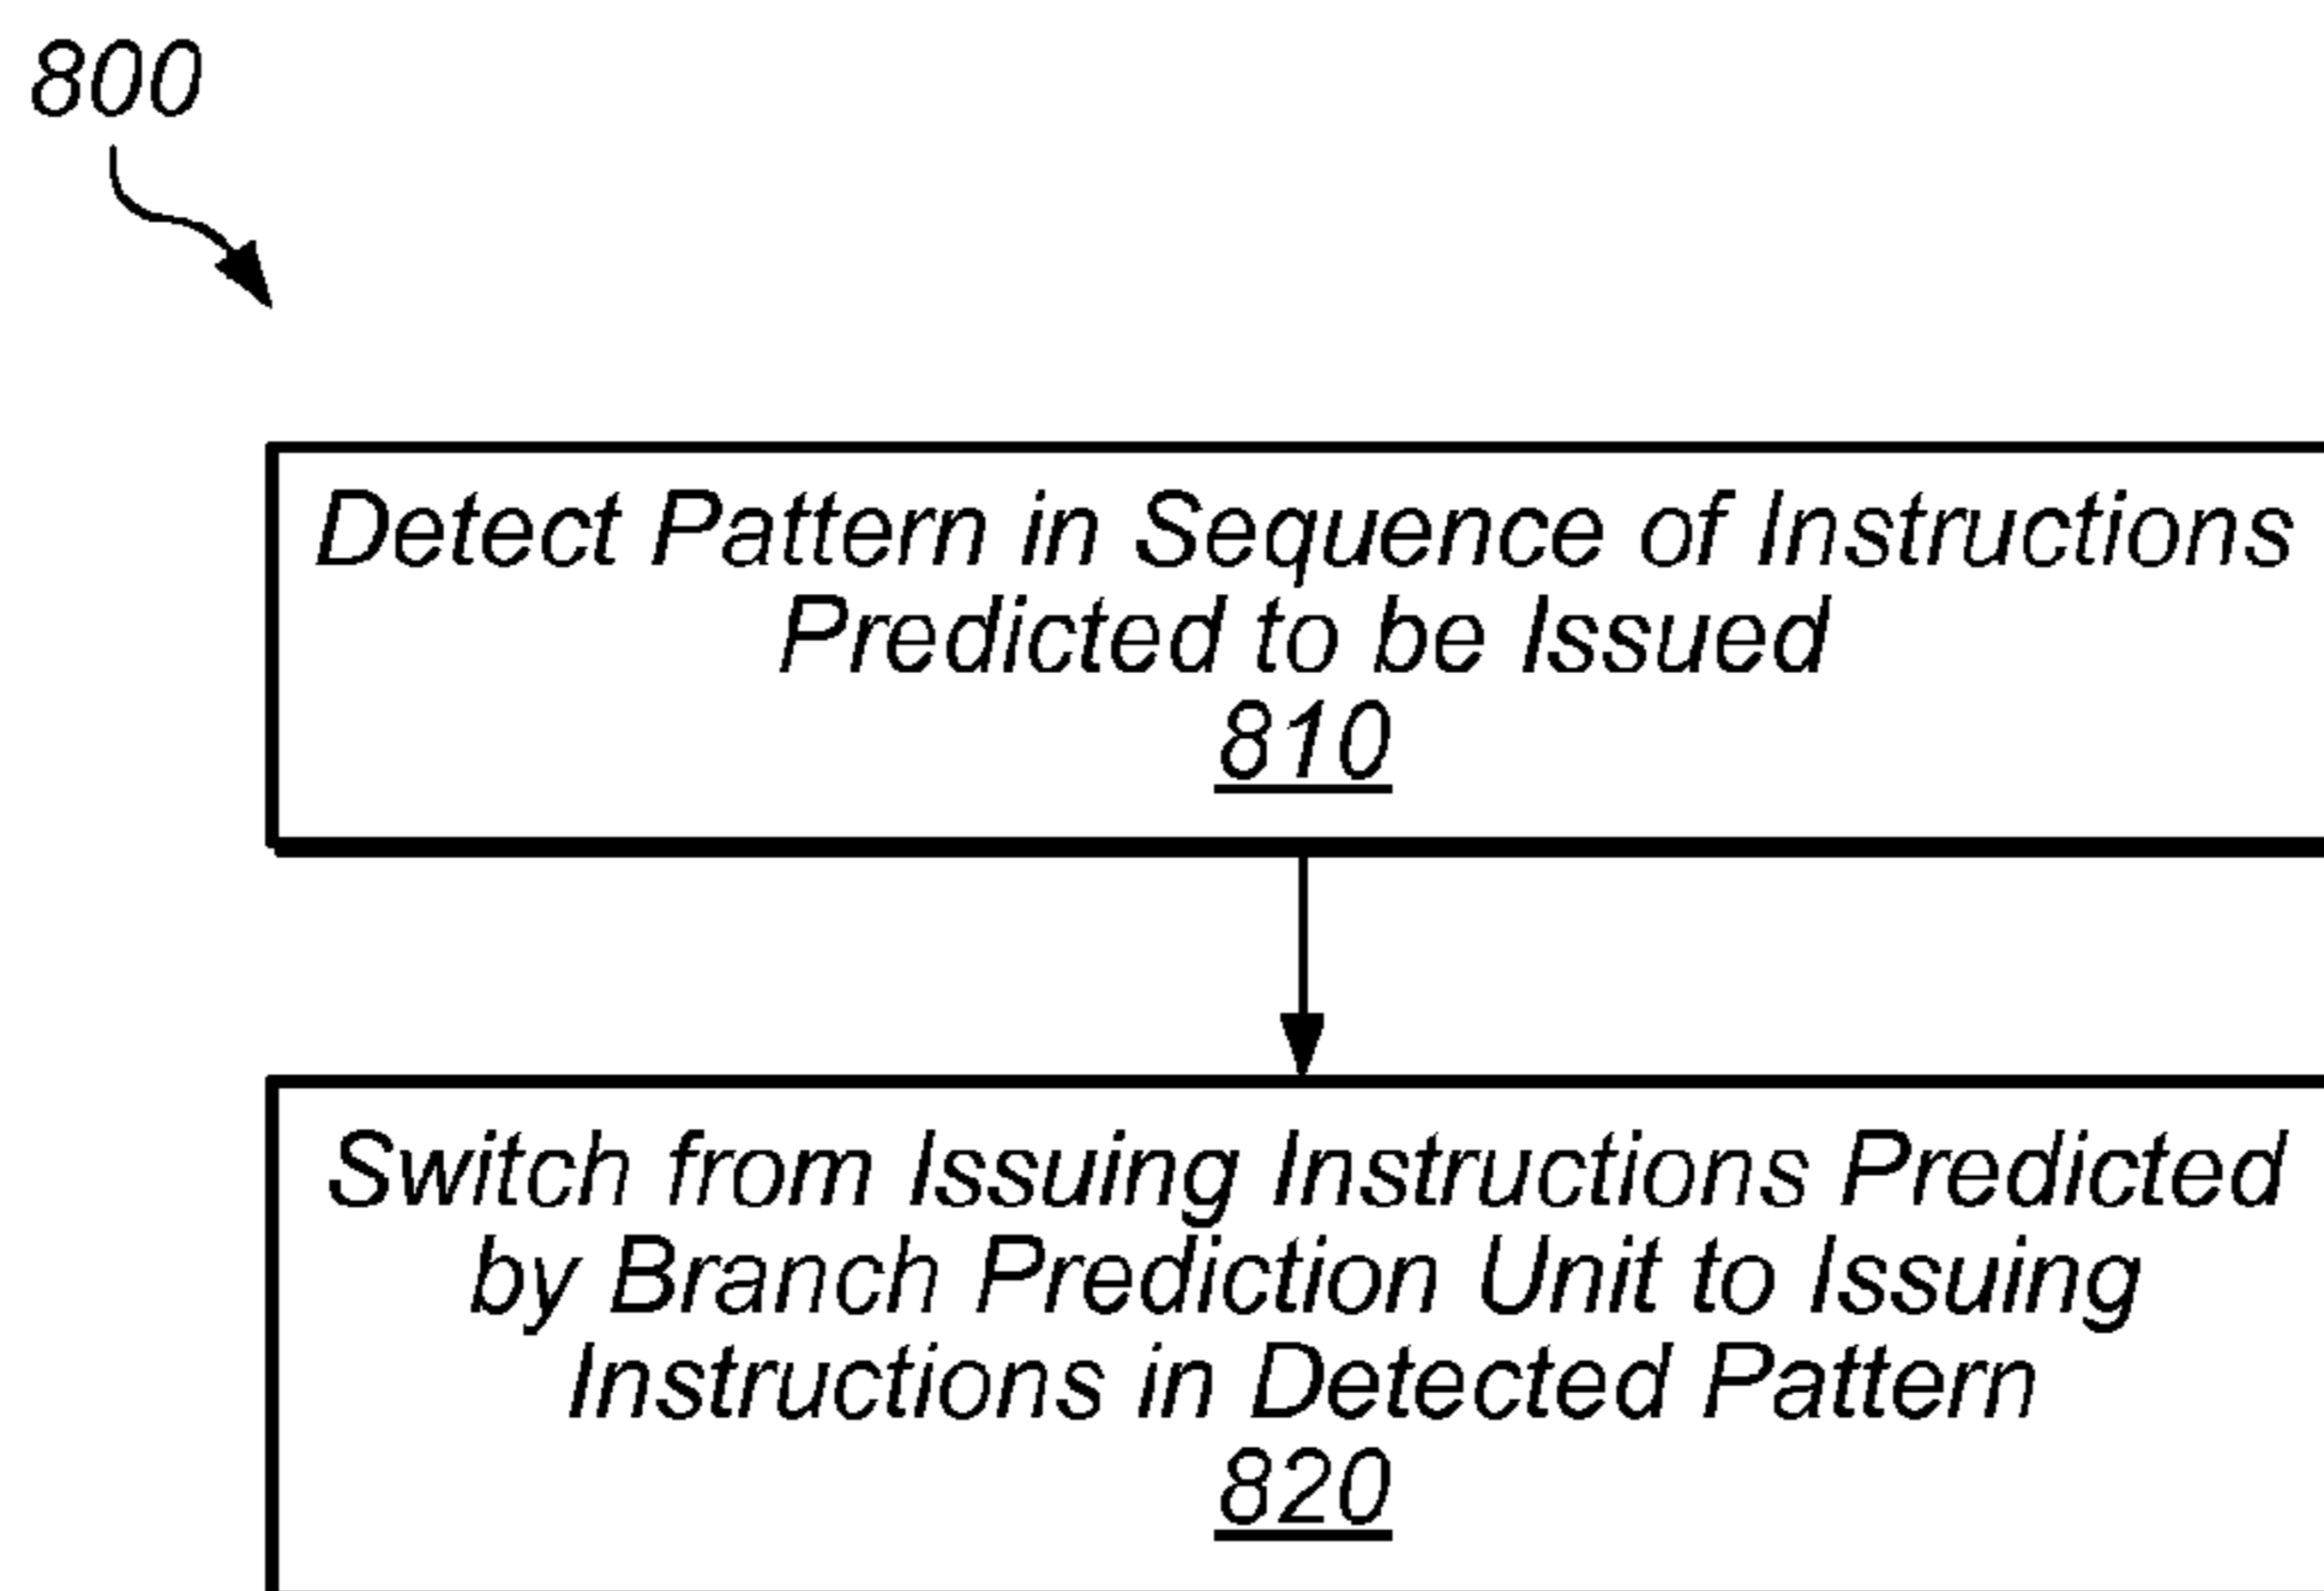 800
Detect Pattern in Sequence of Instructions
Predicted to be Issued
810
Switch from Issuing Instructions Predicted
by Branch Prediction Unit to Issuing
Instructions in Detected Pattern
820